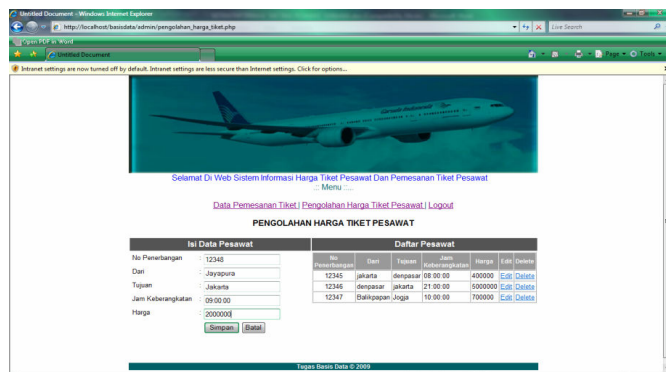 Untitled Document - Windows Internet Explorer
http://localhost/basisdata/admin/pengolahan_harga_tiket.php
Live Search
Open PDF in Word
Untitled Document
Page
Tools
Intranet settings are now turned off by default. Intranet settings are less secure than Internet settings. Click for options...
Selamat Di Web Sistem Informasi Harga Tiket Pesawat Dan Pemesanan Tiket Pesawat
.:: Menu ::..
Data Pemesanan Tiket | Pengolahan Harga Tiket Pesawat | Logout
PENGOLAHAN HARGA TIKET PESAWAT
Isi Data Pesawat
No Penerbangan : 12348
Dari : Jayapura
Tujuan : Jakarta
Jam Keberangkatan : 09:00:00
Harga : 2000000
Simpan Batal
Daftar Pesawat
No Penerbangan Dari Tujuan Jam Keberangkatan Harga Edit Delete
12345 jakarta denpasar 08:00:00 400000 Edit Delete
12346 denpasar jakarta 21:00:00 5000000 Edit Delete
12347 Balikpapan Jogja 10:00:00 700000 Edit Delete
Tugas Basis Data © 2009